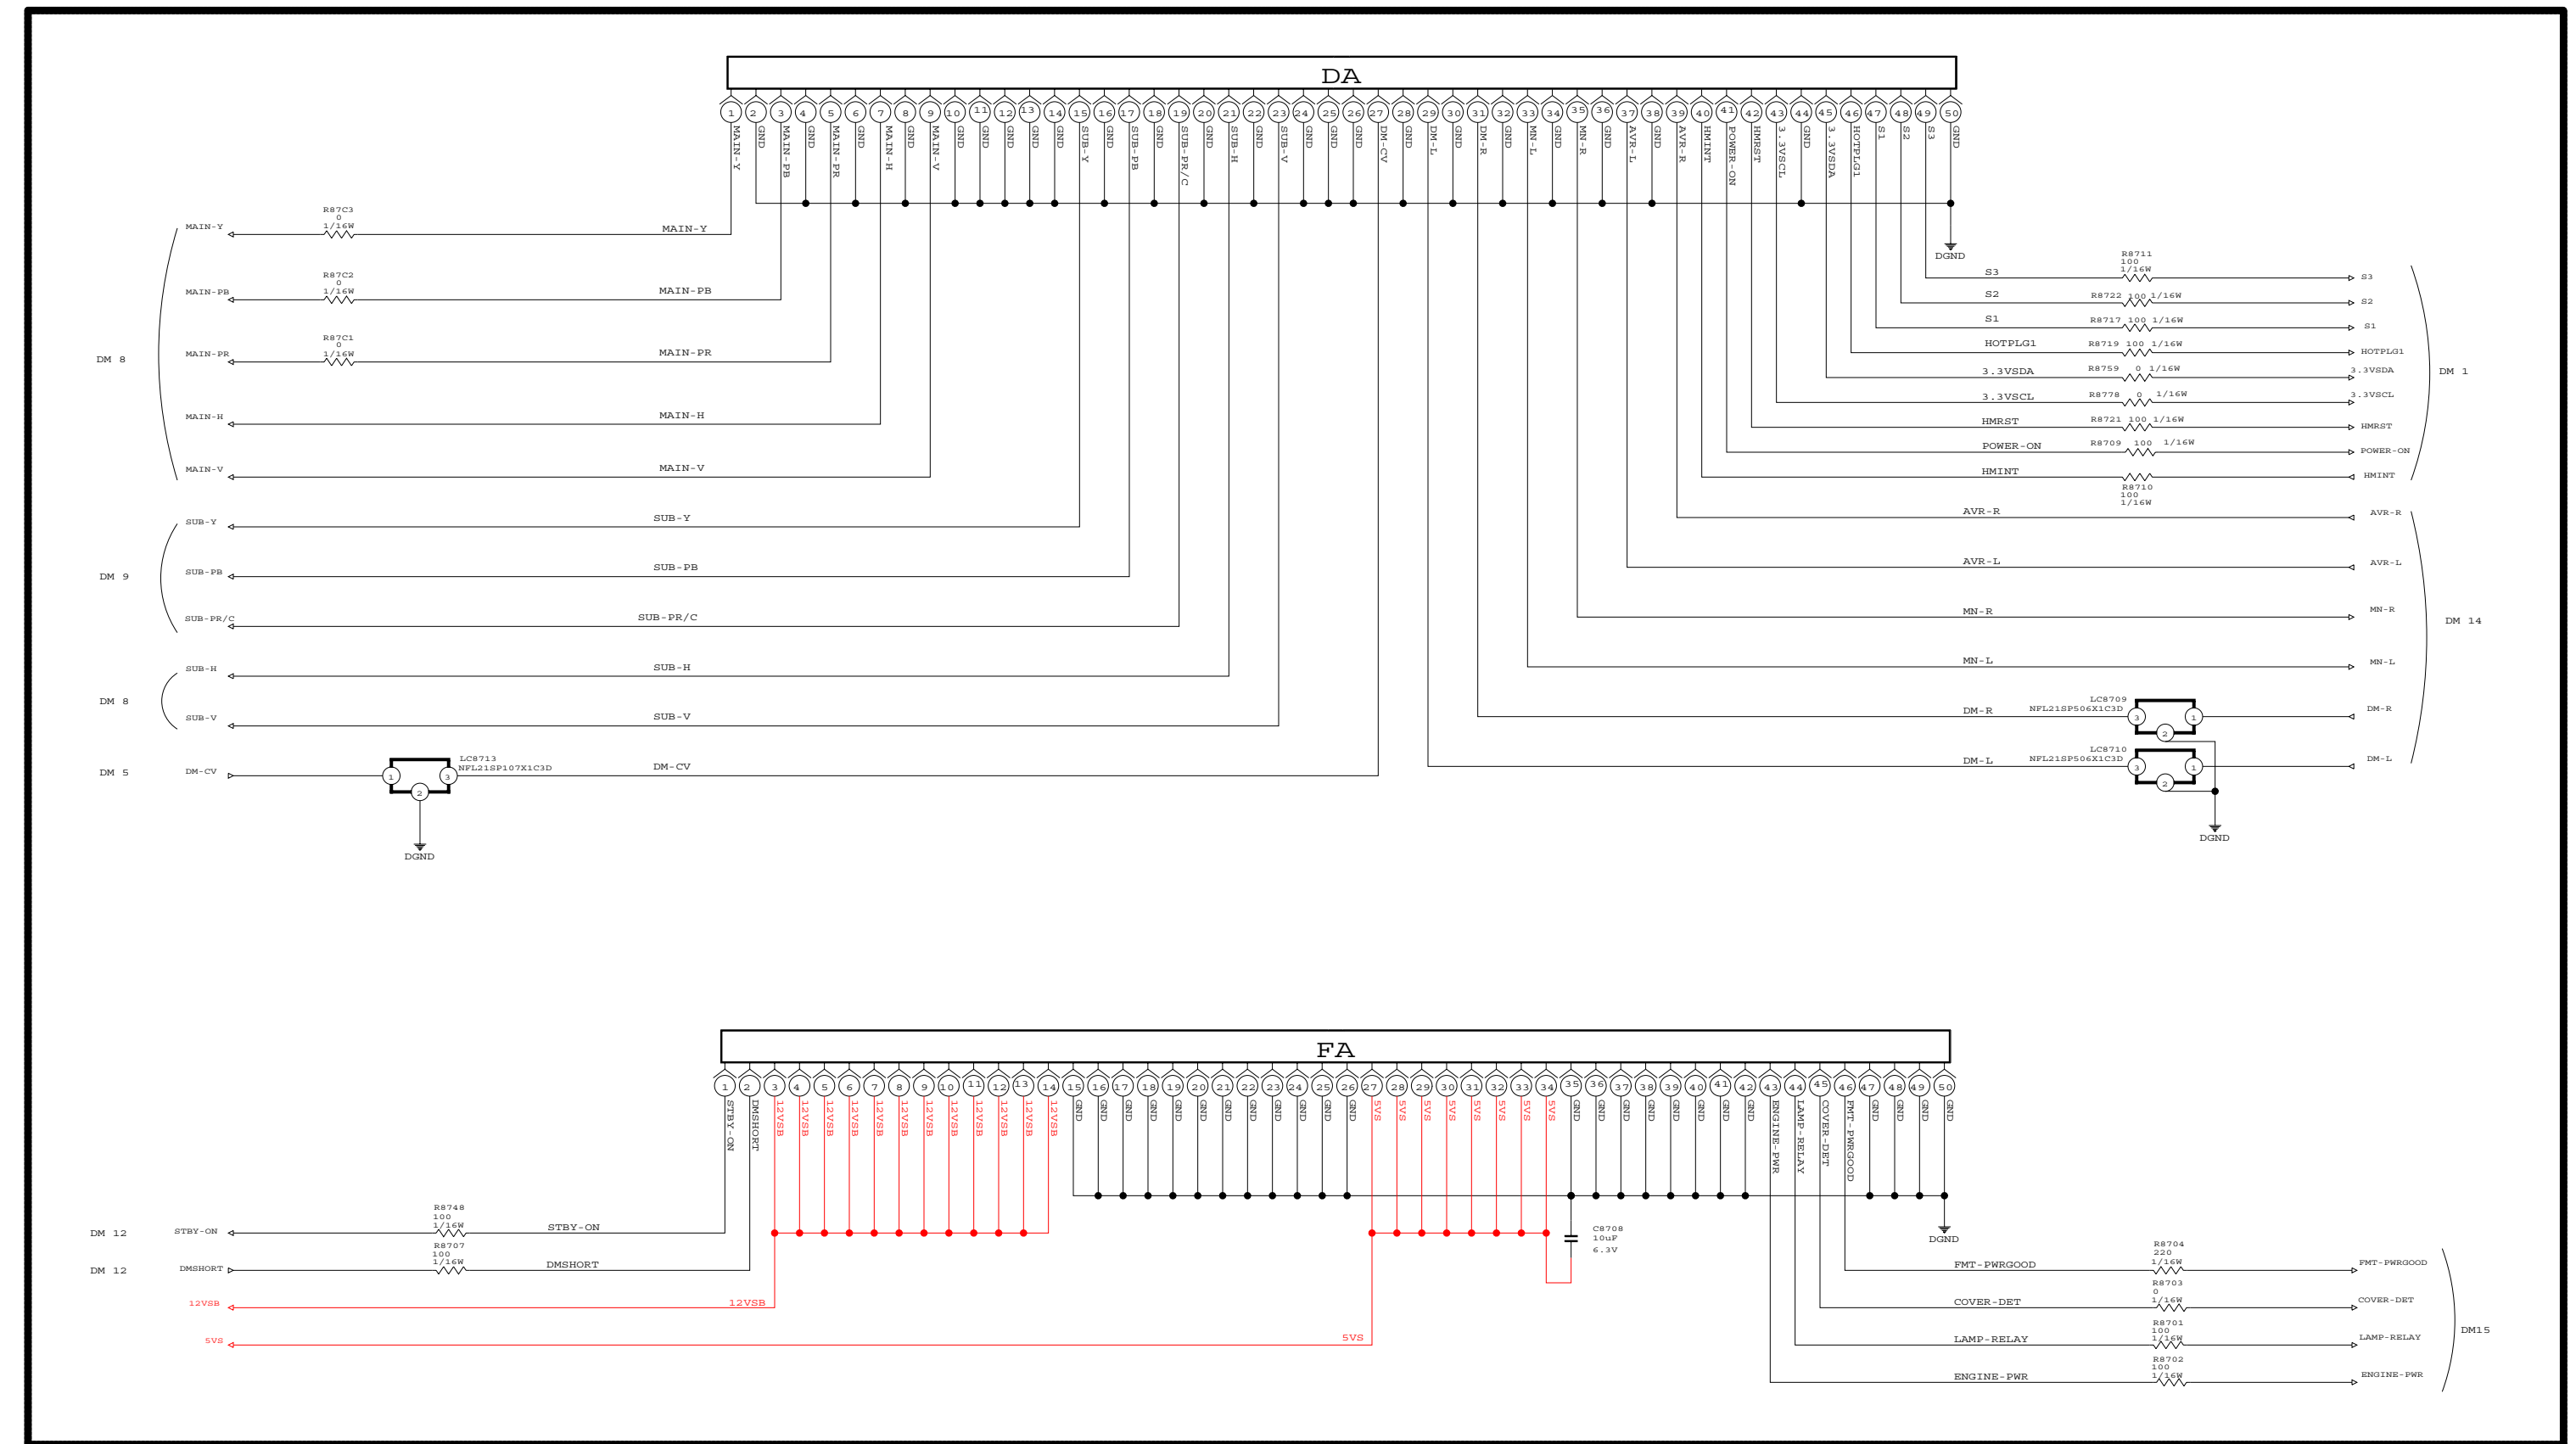 DA
1 2 3 4 5 6 7 8 9 10 11 12 13 14 15 16 17 18 19 20 21 22 23 24 25 26 27 28 29 30 31 32 33 34 35 36 37 38 39 40 41 42 43 44 45 46 47 48 49 50
MAIN-Y
GND
MAIN-PB
GND
MAIN-PR
GND
MAIN-H
GND
MAIN-V
GND
GND
GND
GND
GND
SUB-Y
GND
SUB-PB
GND
SUB-PR/C
GND
SUB-H
GND
SUB-V
GND
GND
GND
DM-CV
GND
DM-L
GND
DM-R
GND
MN-L
GND
MN-R
GND
AVR-L
GND
AVR-R
HMINT
POWER-ON
HMRST
3.3VSCL
GND
3.3VSDA
HOTPLG1
S1
S2
S3
GND
DGND
DM 8
MAIN-Y
R87C3
0
1/16W
MAIN-Y
MAIN-PB
R87C2
0
1/16W
MAIN-PB
MAIN-PR
R87C1
0
1/16W
MAIN-PR
MAIN-H
MAIN-H
MAIN-V
MAIN-V
DM 9
SUB-Y
SUB-Y
SUB-PB
SUB-PB
SUB-PR/C
SUB-PR/C
DM 8
SUB-H
SUB-H
SUB-V
SUB-V
DM 5
DM-CV
1
2
3
LC8713
NFL21SP107X1C3D
DM-CV
DGND
S3
R8711
100
1/16W
S3
S2
R8722 100 1/16W
S2
S1
R8717 100 1/16W
S1
HOTPLG1
R8719 100 1/16W
HOTPLG1
3.3VSDA
R8759 0 1/16W
3.3VSDA
3.3VSCL
R8778 0 1/16W
3.3VSCL
HMRST
R8721 100 1/16W
HMRST
POWER-ON
R8709 100 1/16W
POWER-ON
HMINT
R8710
100
1/16W
HMINT
DM 1
AVR-R
AVR-R
AVR-L
AVR-L
MN-R
MN-R
MN-L
MN-L
DM-R
LC8709
NFL21SP506X1C3D
3
2
1
DM-R
DM-L
LC8710
NFL21SP506X1C3D
3
2
1
DM-L
DM 14
DGND
FA
1 2 3 4 5 6 7 8 9 10 11 12 13 14 15 16 17 18 19 20 21 22 23 24 25 26 27 28 29 30 31 32 33 34 35 36 37 38 39 40 41 42 43 44 45 46 47 48 49 50
STBY-ON
DMSHORT
12VSB
12VSB
12VSB
12VSB
12VSB
12VSB
12VSB
12VSB
12VSB
12VSB
12VSB
12VSB
GND
GND
GND
GND
GND
GND
GND
GND
GND
GND
GND
GND
5VS
5VS
5VS
5VS
5VS
5VS
5VS
5VS
GND
GND
GND
GND
GND
GND
GND
GND
ENGINE-PWR
LAMP-RELAY
COVER-DET
FMT-PWRGOOD
GND
GND
GND
GND
DM 12
STBY-ON
R8748
100
1/16W
STBY-ON
DM 12
DMSHORT
R8707
100
1/16W
DMSHORT
12VSB
12VSB
5VS
5VS
C8708
10uF
6.3V
DGND
FMT-PWRGOOD
R8704
220
1/16W
FMT-PWRGOOD
COVER-DET
R8703
0
1/16W
COVER-DET
LAMP-RELAY
R8701
100
1/16W
LAMP-RELAY
ENGINE-PWR
R8702
100
1/16W
ENGINE-PWR
DM15